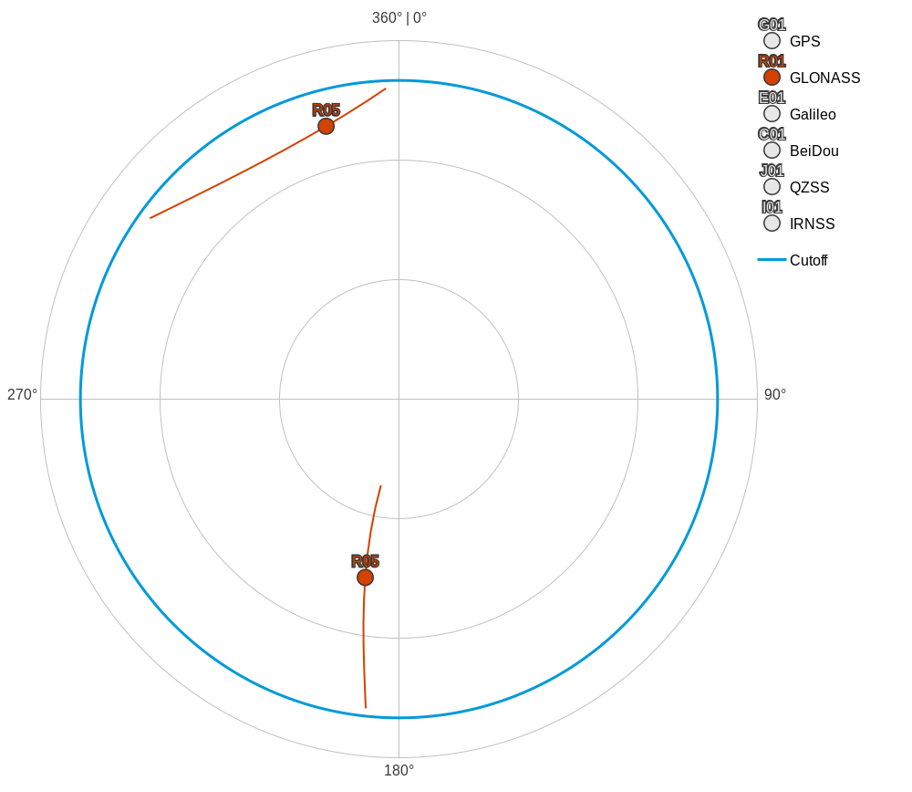 360° | 0°
G01
GPS
R01
GLONASS
E01
Galileo
C01
BeiDou
J01
QZSS
I01
IRNSS
Cutoff
R05
270°
90°
R05
180°